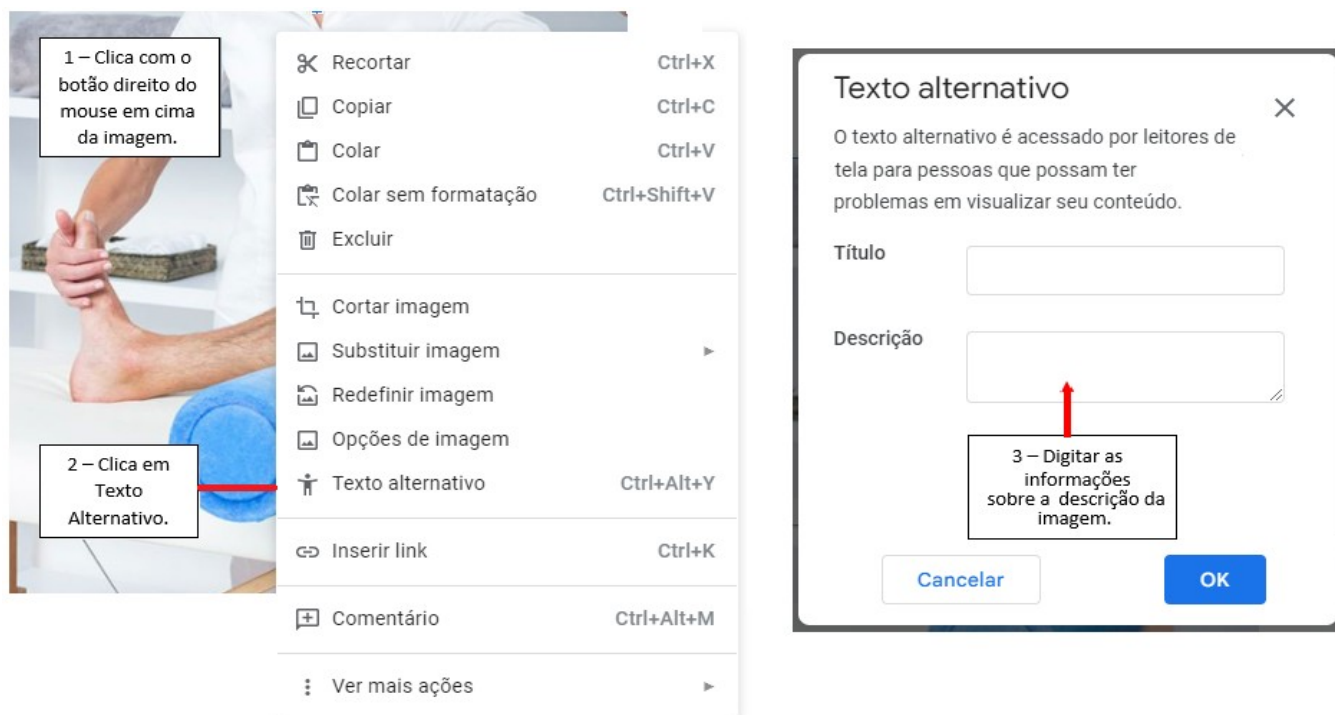 1 – Clica com o
botão direito do
mouse em cima
da imagem.
Recortar Ctrl+X
Copiar Ctrl+C
Colar Ctrl+V
Colar sem formatação Ctrl+Shift+V
Excluir
Cortar imagem
Substituir imagem
Redefinir imagem
Opções de imagem
2 – Clica em
Texto
Alternativo.
Texto alternativo Ctrl+Alt+Y
Inserir link Ctrl+K
Comentário Ctrl+Alt+M
Ver mais ações
Texto alternativo
O texto alternativo é acessado por leitores de
tela para pessoas que possam ter
problemas em visualizar seu conteúdo.
Título
Descrição
3 – Digitar as
informações
sobre a descrição da
imagem.
Cancelar OK